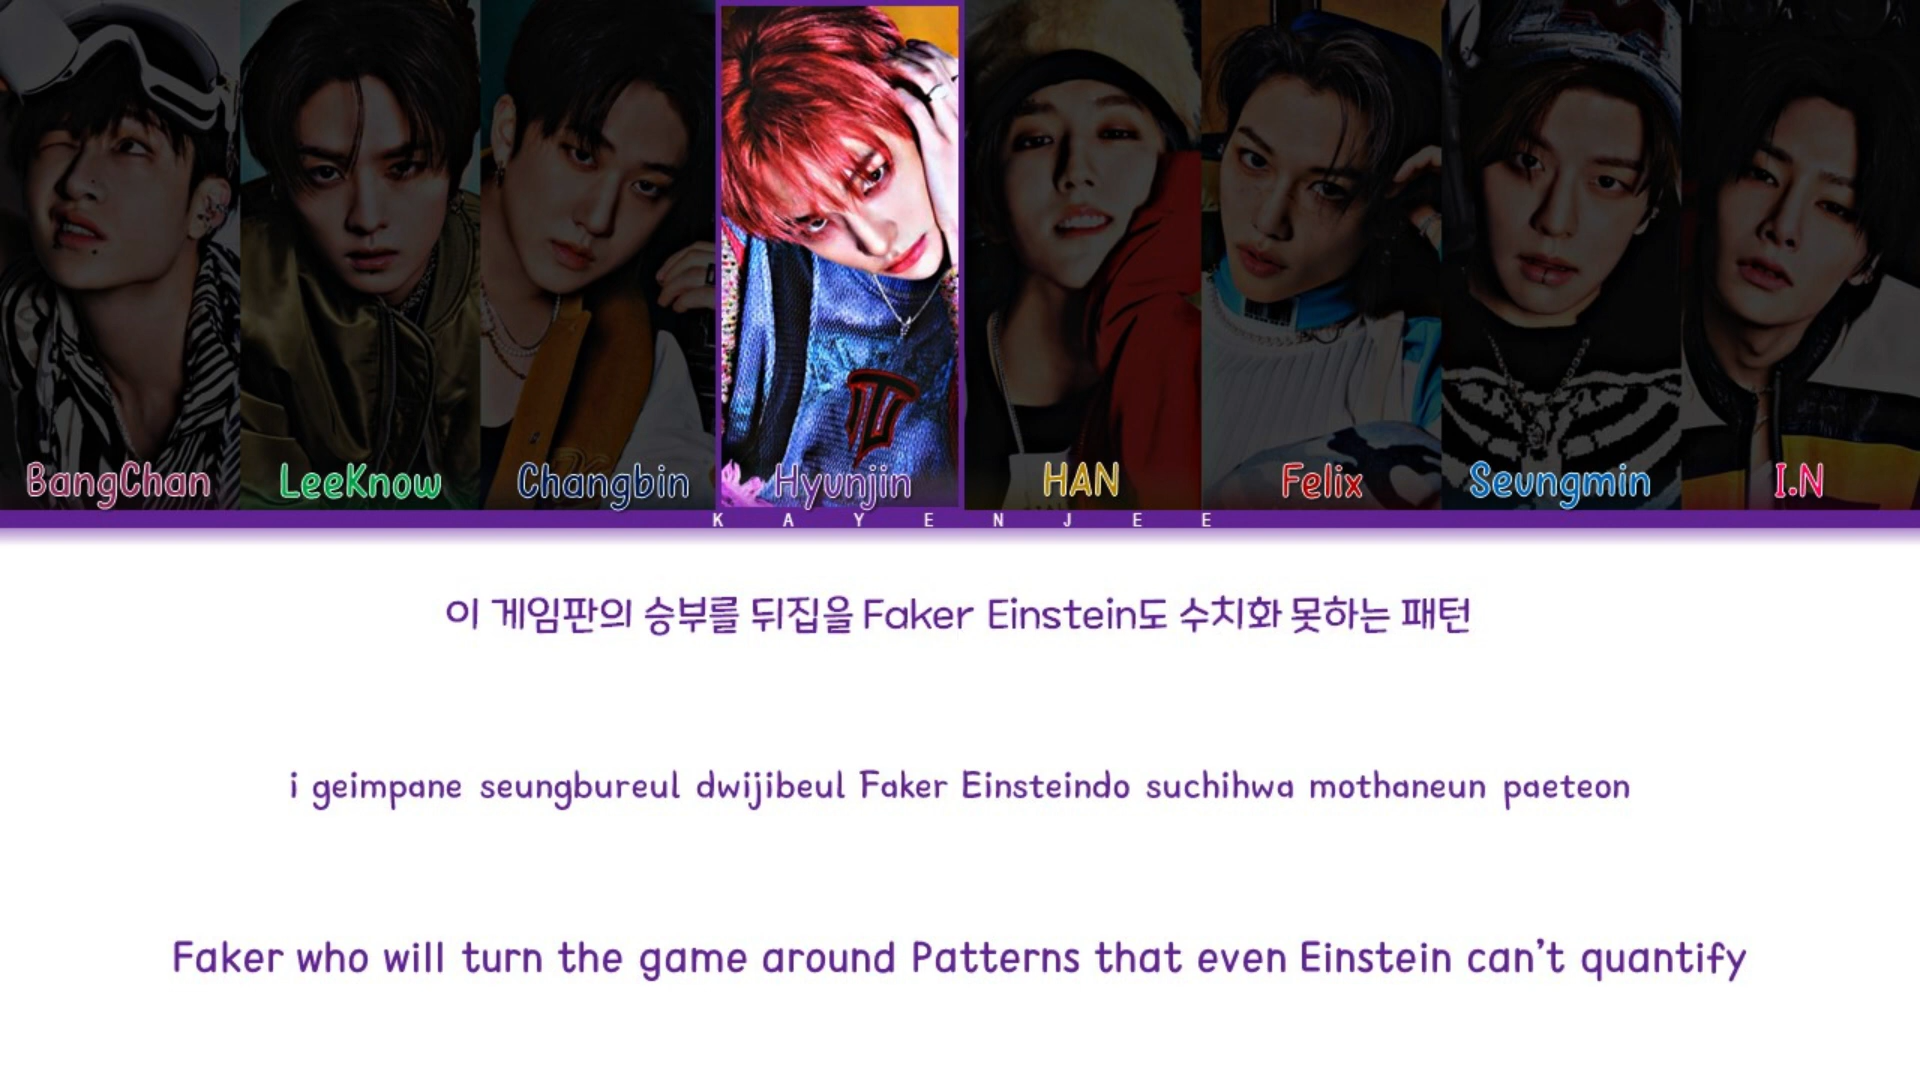 BangChan LeeKnow Changbin Hyunjin HAN Felix Seungmin I.N
K A Y E N J E E
이 게임판의 승부를 뒤집을 Faker Einstein도 수치화 못하는 패턴
i geimpane seungbureul dwijibeul Faker Einsteindo suchihwa mothaneun paeteon
Faker who will turn the game around Patterns that even Einstein can't quantify